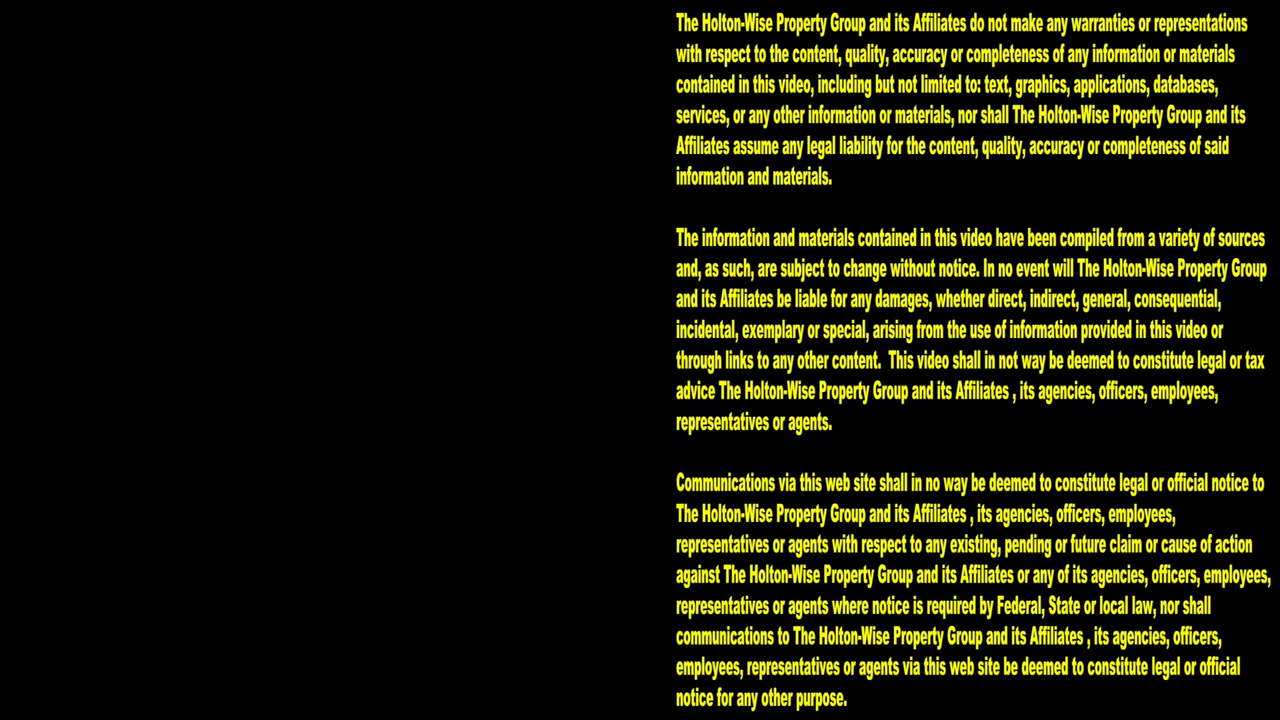 The Holton-Wise Property Group and its Affiliates do not make any warranties or representations
with respect to the content, quality, accuracy or completeness of any information or materials
contained in this video, including but not limited to: text, graphics, applications, databases,
services, or any other information or materials, nor shall The Holton-Wise Property Group and its
Affiliates assume any legal liability for the content, quality, accuracy or completeness of said
information and materials.
The information and materials contained in this video have been compiled from a variety of sources
and, as such, are subject to change without notice. In no event will The Holton-Wise Property Group
and its Affiliates be liable for any damages, whether direct, indirect, general, consequential,
incidental, exemplary or special, arising from the use of information provided in this video or
through links to any other content.  This video shall in not way be deemed to constitute legal or tax
advice The Holton-Wise Property Group and its Affiliates , its agencies, officers, employees,
representatives or agents.
Communications via this web site shall in no way be deemed to constitute legal or official notice to
The Holton-Wise Property Group and its Affiliates , its agencies, officers, employees,
representatives or agents with respect to any existing, pending or future claim or cause of action
against The Holton-Wise Property Group and its Affiliates or any of its agencies, officers, employees,
representatives or agents where notice is required by Federal, State or local law, nor shall
communications to The Holton-Wise Property Group and its Affiliates , its agencies, officers,
employees, representatives or agents via this web site be deemed to constitute legal or official
notice for any other purpose.